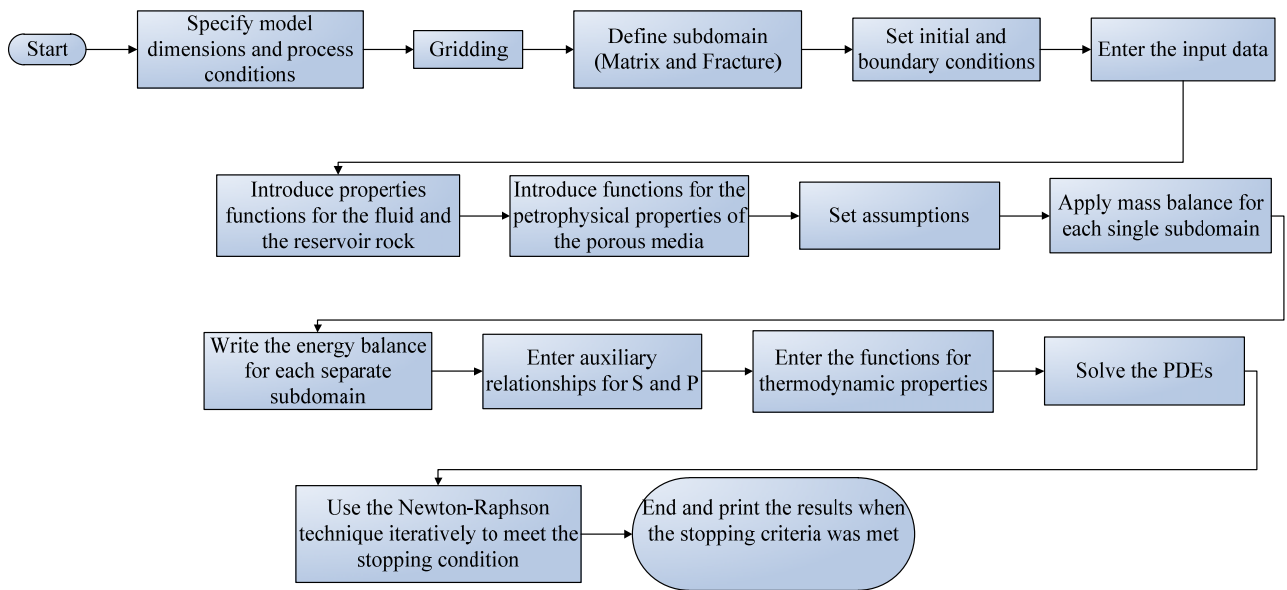 Start
Specify model
dimensions and process
conditions
Gridding
Define subdomain
(Matrix and Fracture)
Set initial and
boundary conditions
Enter the input data
Introduce properties
functions for the fluid and
the reservoir rock
Introduce functions for the
petrophysical properties of
the porous media
Set assumptions
Apply mass balance for
each single subdomain
Write the energy balance
for each separate
subdomain
Enter auxiliary
relationships for S and P
Enter the functions for
thermodynamic properties
Solve the PDEs
Use the Newton-Raphson
technique iteratively to meet the
stopping condition
End and print the results when
the stopping criteria was met